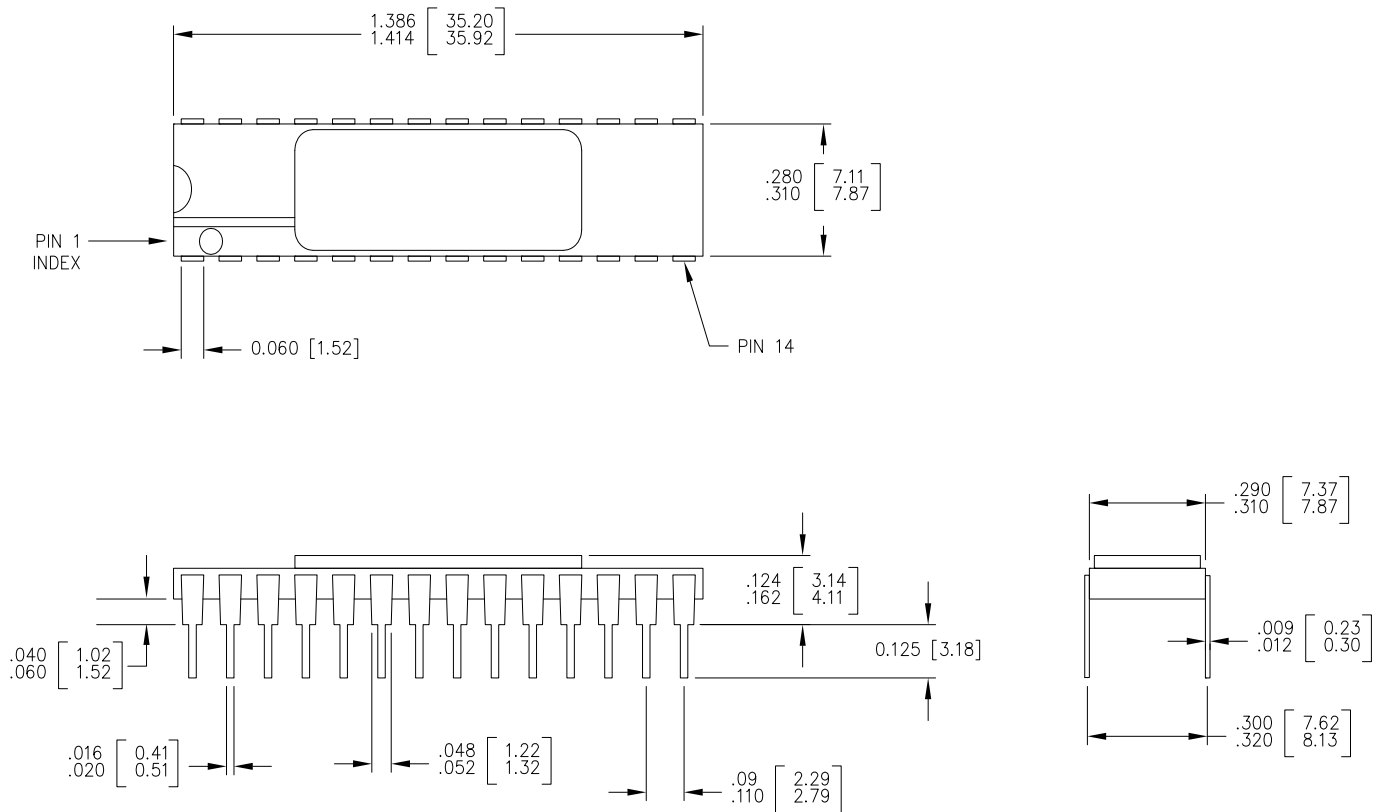 1.386 [ 35.20
1.414 [ 35.92 ]
.280 [ 7.11
.310 [ 7.87 ]
PIN 1
INDEX
0.060 [1.52]
PIN 14
.290 [ 7.37
.310 [ 7.87 ]
.124 [ 3.14
.162 [ 4.11 ]
.040 [ 1.02
.060 [ 1.52 ]
0.125 [3.18]
.009 [ 0.23
.012 [ 0.30 ]
.016 [ 0.41
.020 [ 0.51 ]
.048 [ 1.22
.052 [ 1.32 ]
.09 [ 2.29
.110 [ 2.79 ]
.300 [ 7.62
.320 [ 8.13 ]